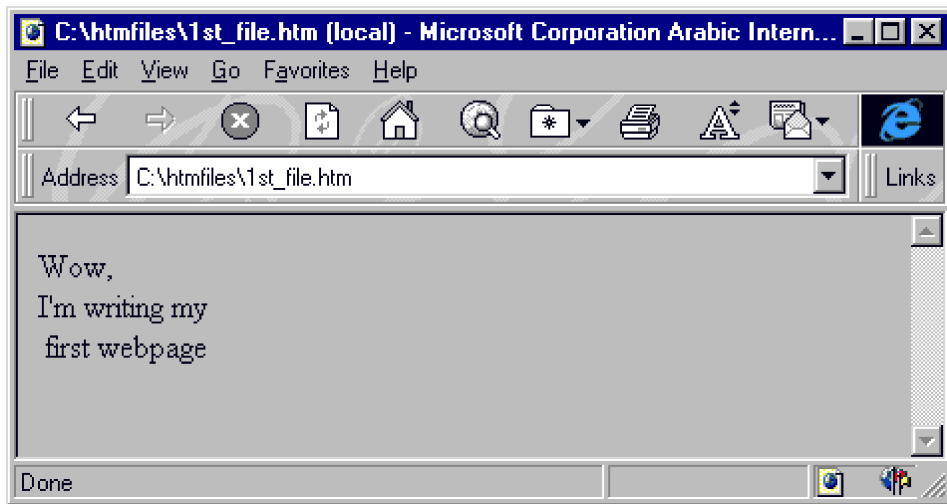 C:\htmfiles\1st_file.htm (local) - Microsoft Corporation Arabic Intern...
File Edit View Go Favorites Help
Address C:\htmfiles\1st_file.htm Links
Wow,
I'm writing my
first webpage
Done